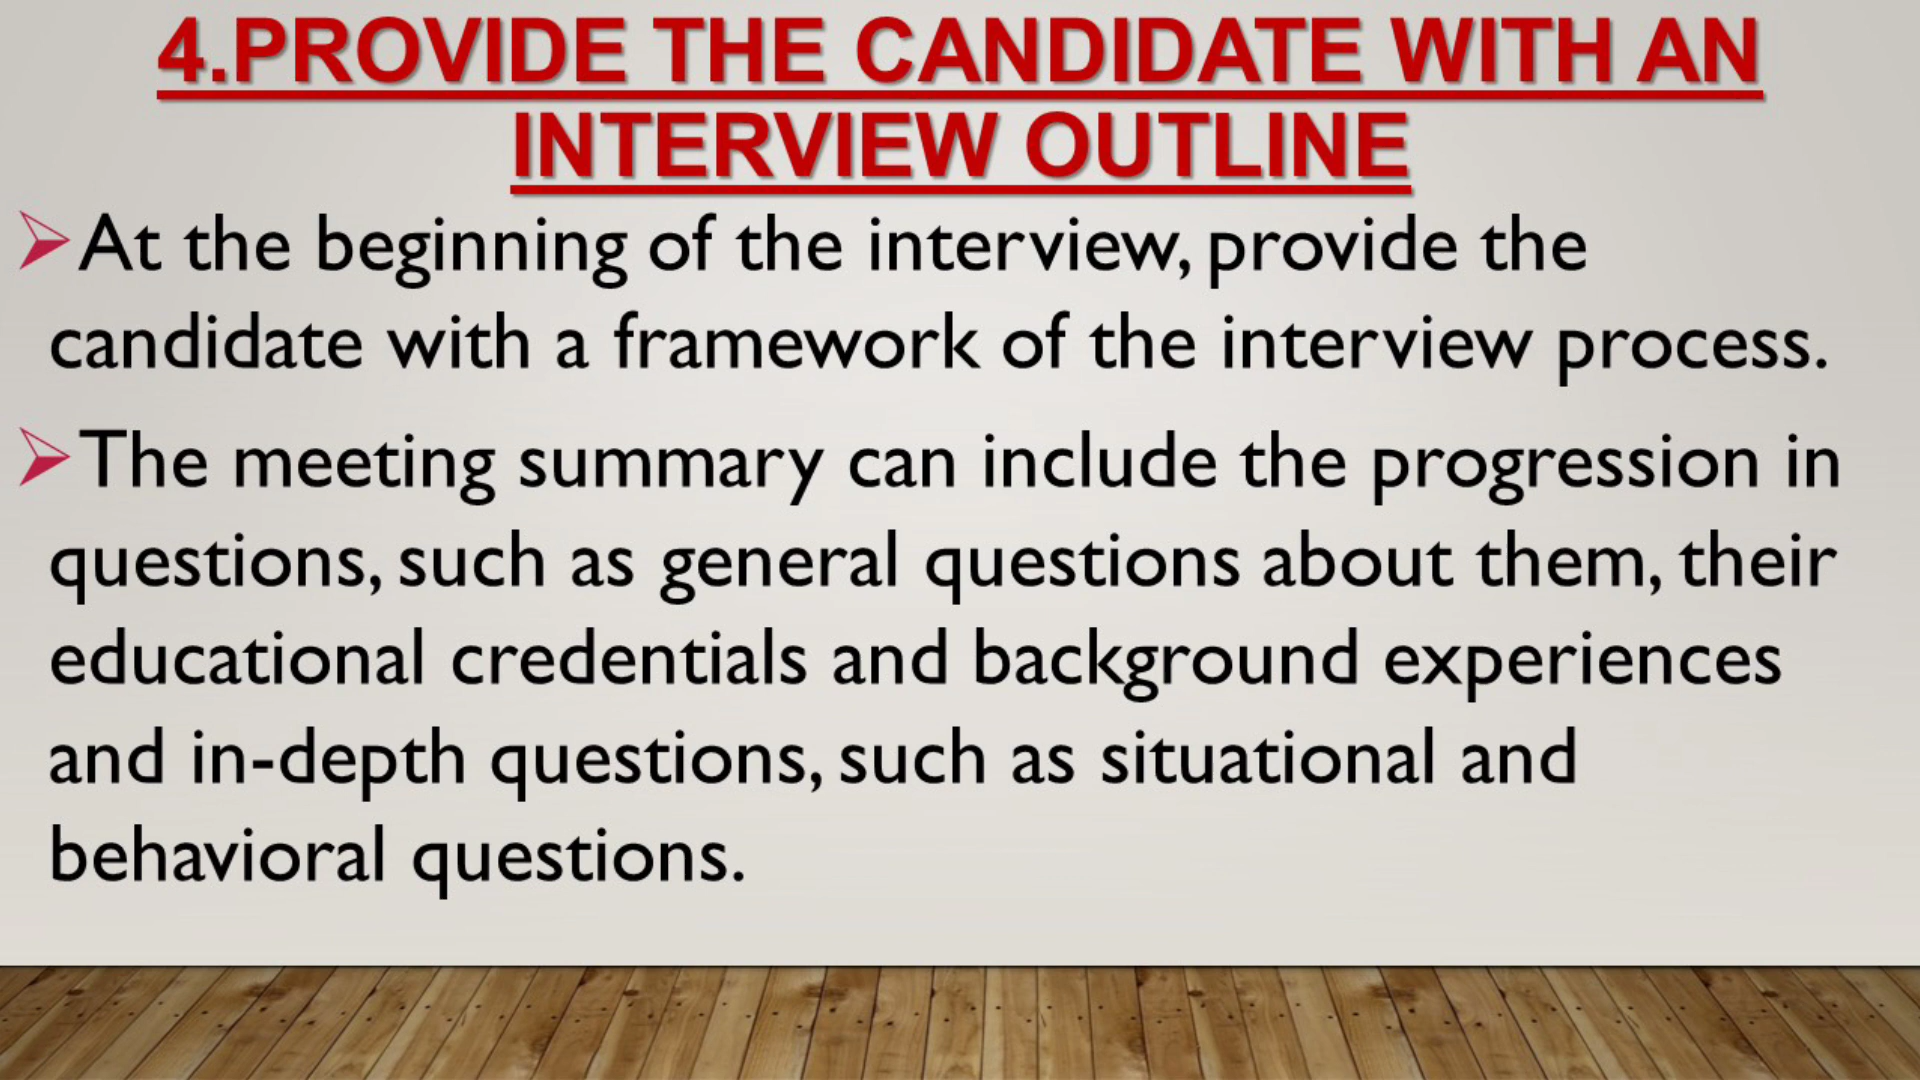 4.PROVIDE THE CANDIDATE WITH AN
INTERVIEW OUTLINE
At the beginning of the interview, provide the
candidate with a framework of the interview process.
The meeting summary can include the progression in
questions, such as general questions about them, their
educational credentials and background experiences
and in-depth questions, such as situational and
behavioral questions.